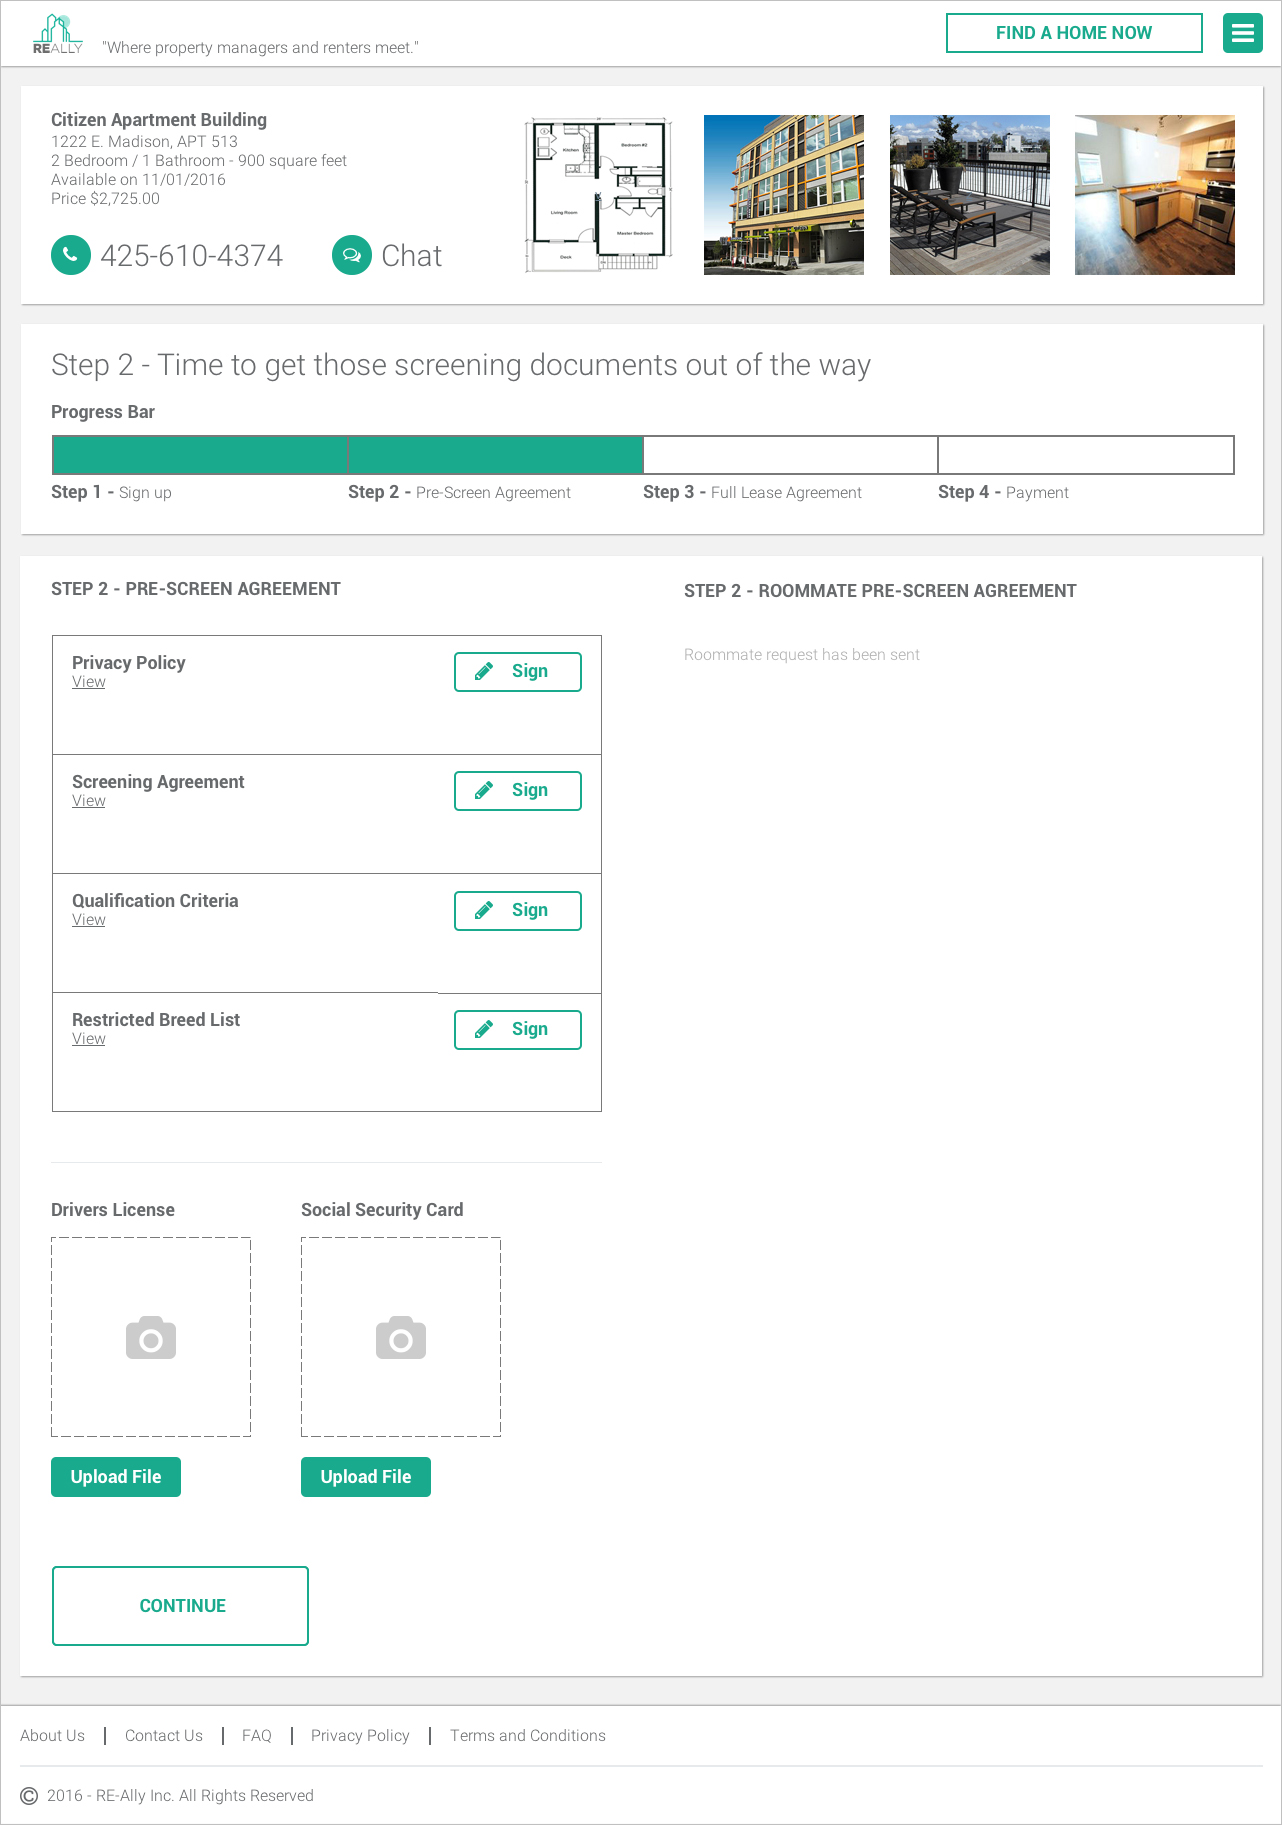 REALLY
"Where property managers and renters meet."
FIND A HOME NOW
Citizen Apartment Building
1222 E. Madison, APT 513
2 Bedroom / 1 Bathroom - 900 square feet
Available on 11/01/2016
Price $2,725.00
425-610-4374
Chat
Kitchen
Bedroom #2
Living Room
Master Bedroom
Deck
Step 2 - Time to get those screening documents out of the way
Progress Bar
Step 1 - Sign up
Step 2 - Pre-Screen Agreement
Step 3 - Full Lease Agreement
Step 4 - Payment
STEP 2 - PRE-SCREEN AGREEMENT
Privacy Policy
View
Sign
Screening Agreement
View
Sign
Qualification Criteria
View
Sign
Restricted Breed List
View
Sign
Drivers License
Social Security Card
Upload File
Upload File
CONTINUE
STEP 2 - ROOMMATE PRE-SCREEN AGREEMENT
Roommate request has been sent
About Us | Contact Us | FAQ | Privacy Policy | Terms and Conditions
© 2016 - RE-Ally Inc. All Rights Reserved